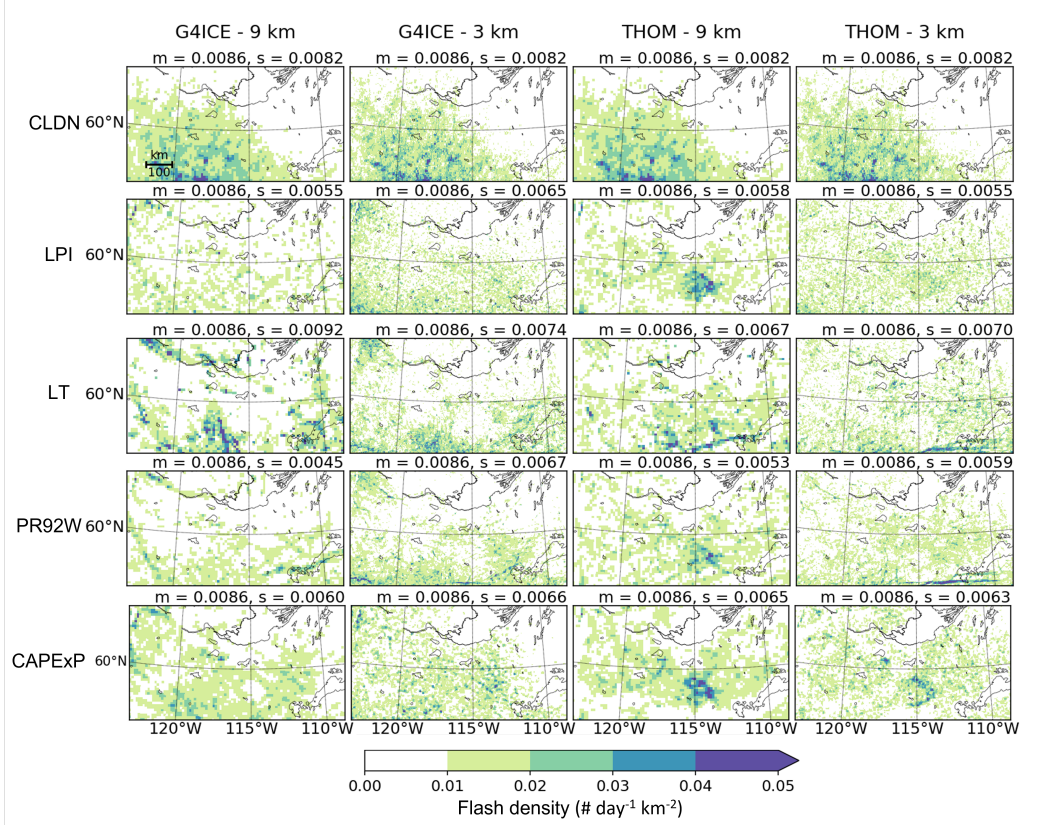 G4ICE - 9 km G4ICE - 3 km THOM - 9 km THOM - 3 km
m = 0.0086, s = 0.0082 m = 0.0086, s = 0.0082 m = 0.0086, s = 0.0082 m = 0.0086, s = 0.0082
CLDN 60°N
km
100
m = 0.0086, s = 0.0055 m = 0.0086, s = 0.0065 m = 0.0086, s = 0.0058 m = 0.0086, s = 0.0055
LPI 60°N
m = 0.0086, s = 0.0092 m = 0.0086, s = 0.0074 m = 0.0086, s = 0.0067 m = 0.0086, s = 0.0070
LT 60°N
m = 0.0086, s = 0.0045 m = 0.0086, s = 0.0067 m = 0.0086, s = 0.0053 m = 0.0086, s = 0.0059
PR92W 60°N
m = 0.0086, s = 0.0060 m = 0.0086, s = 0.0066 m = 0.0086, s = 0.0065 m = 0.0086, s = 0.0063
CAPExP 60°N
120°W 115°W 110°W 120°W 115°W 110°W 120°W 115°W 110°W 120°W 115°W 110°W
0.00 0.01 0.02 0.03 0.04 0.05
Flash density (# day⁻¹ km⁻²)